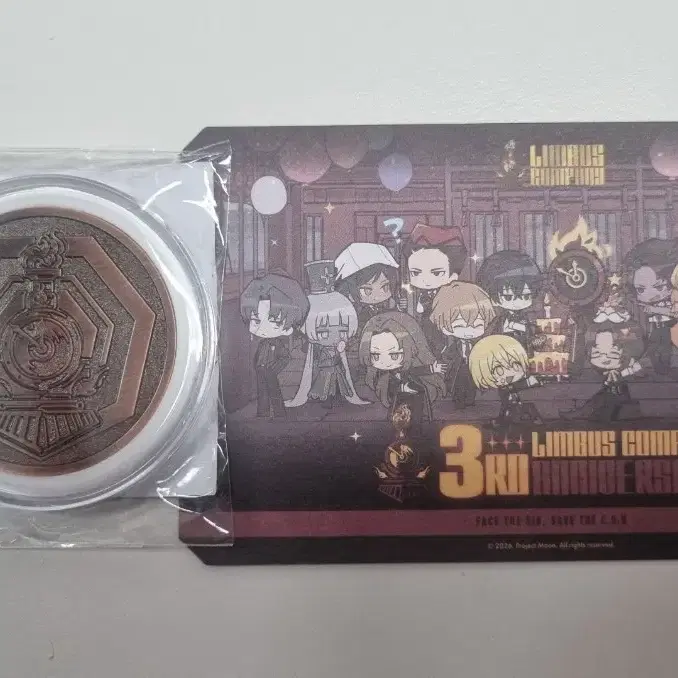 LIMBUS
COMPANY
?
3RD
LIMBUS COMP
ANNIVERS
FACE THE SIN, SAVE THE E.G.O
© 2026. Project Moon. All rights reserved.